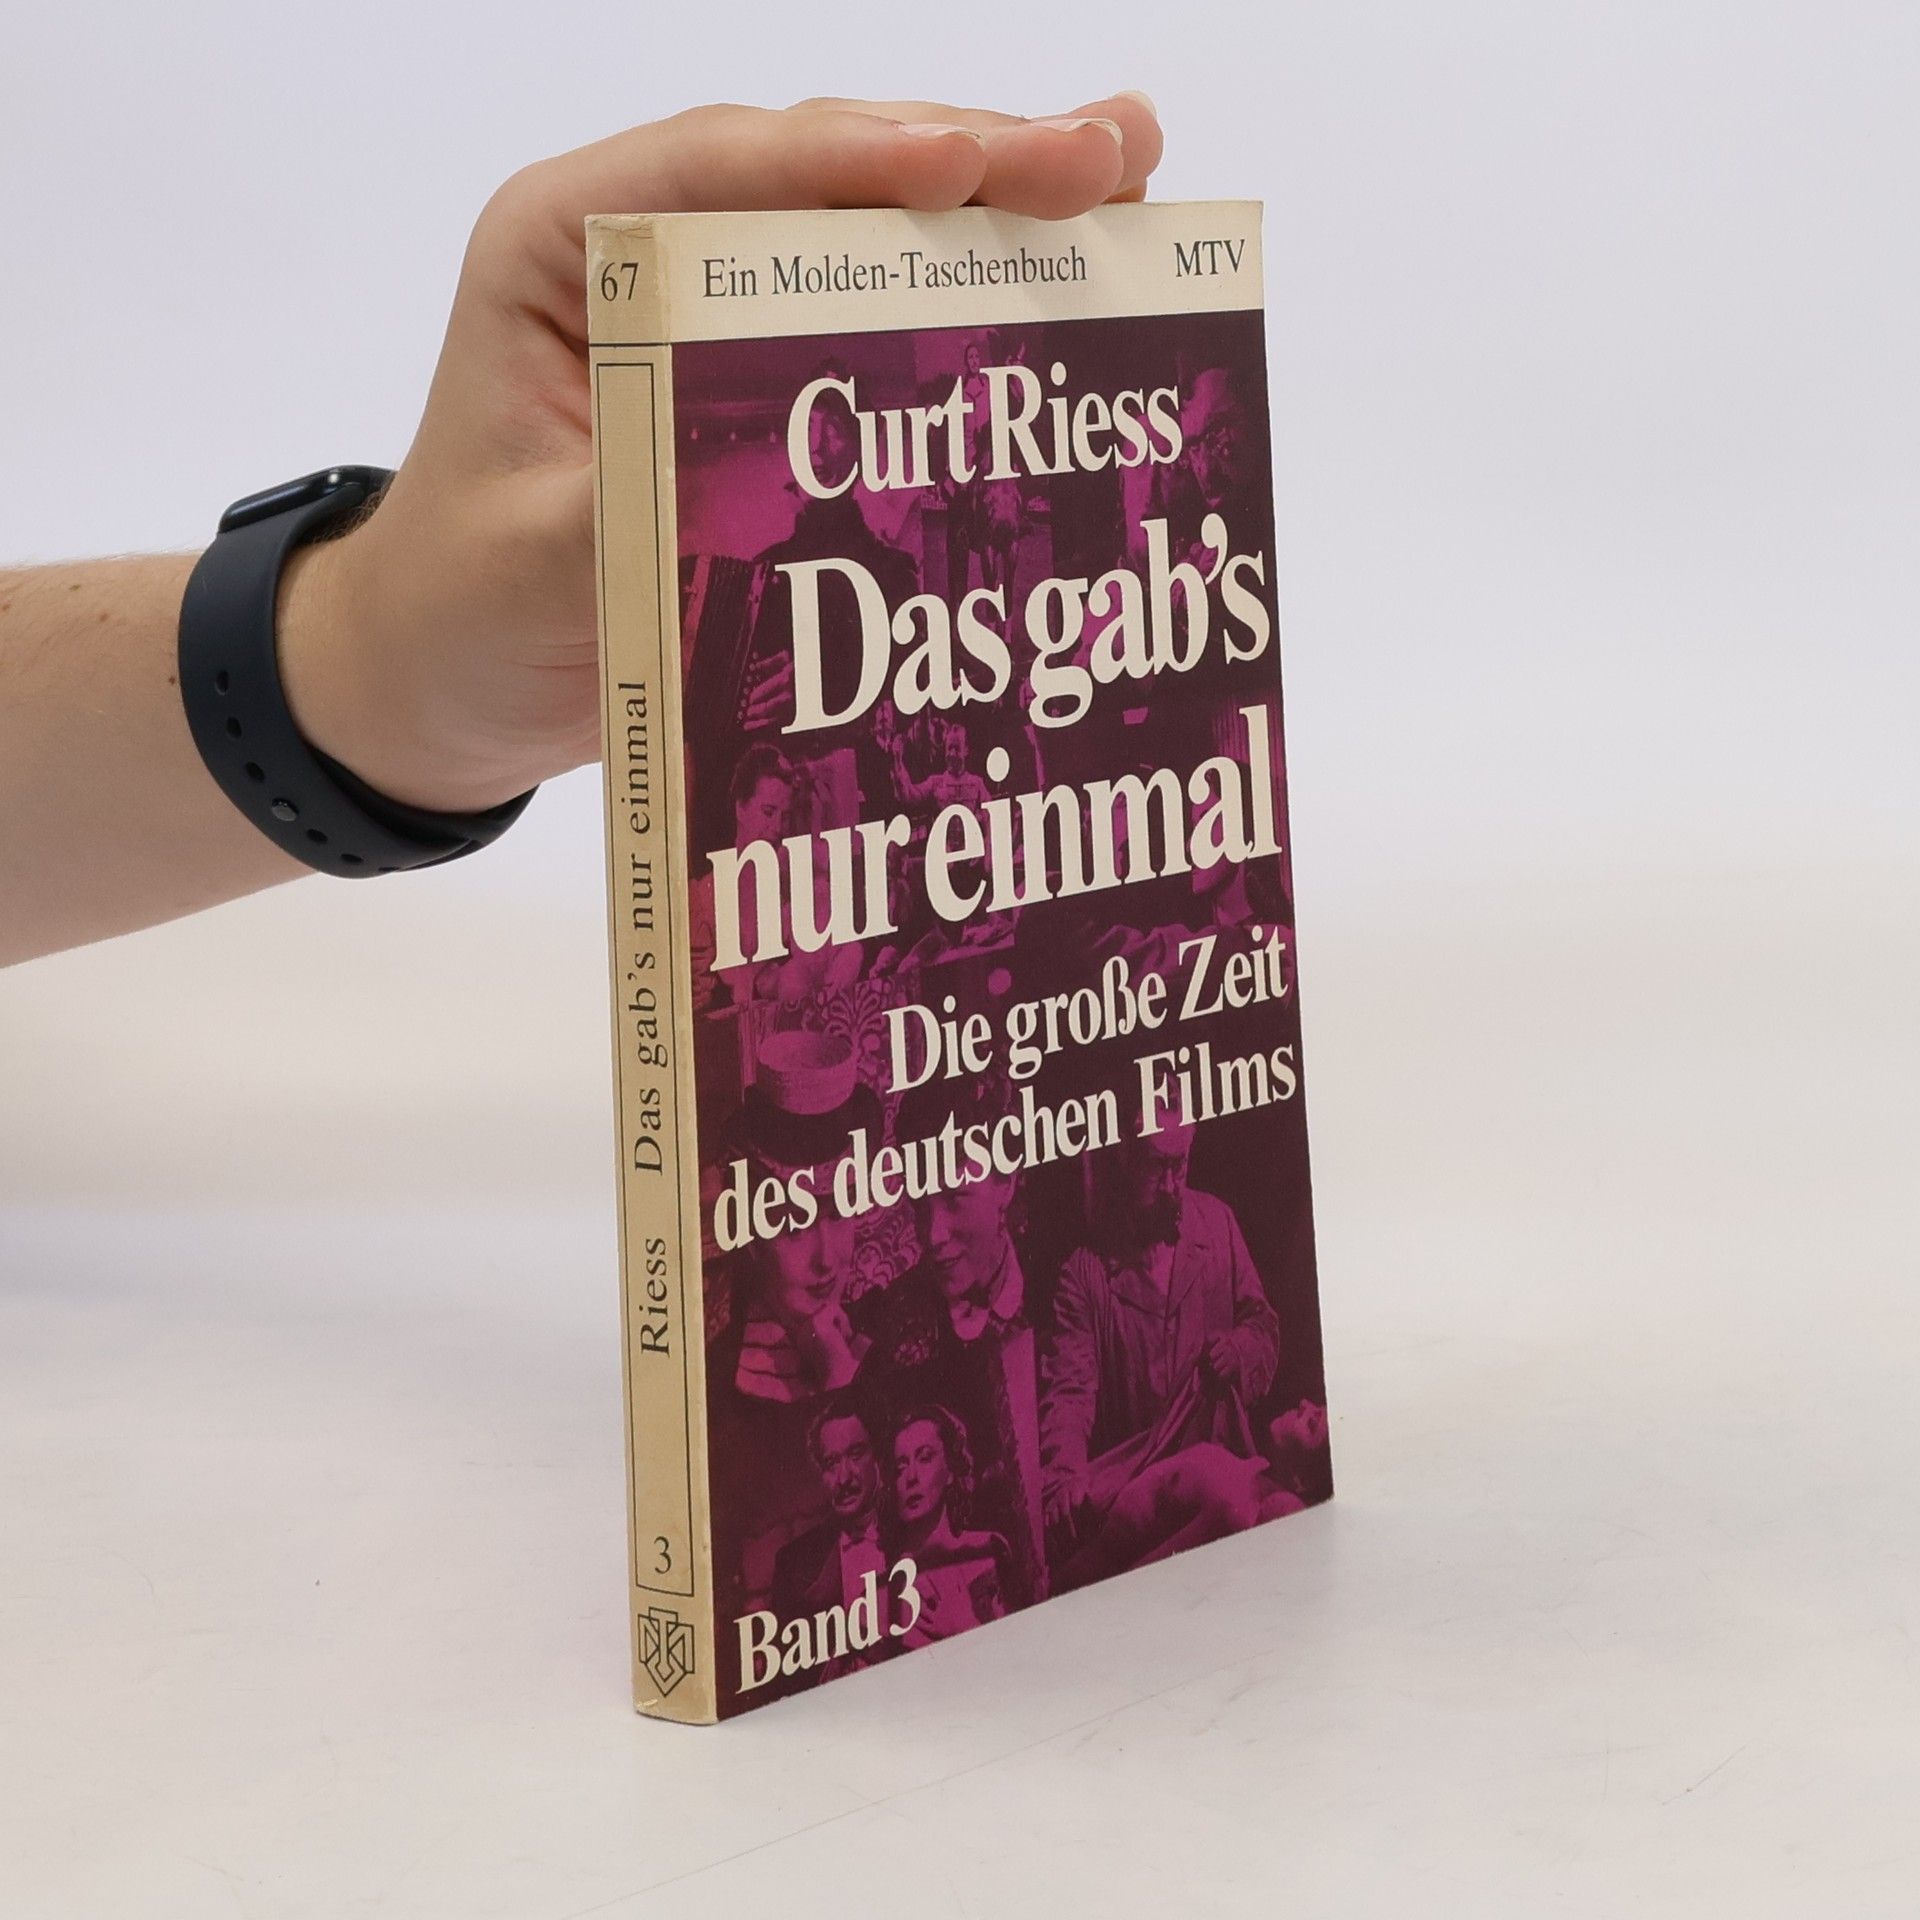 67
Riess Das gab's nur einmal
3
Ein Molden-Taschenbuch MTV
Curt Riess
Das gab's
nur einmal
Die große Zeit
des deutschen Films
Band 3